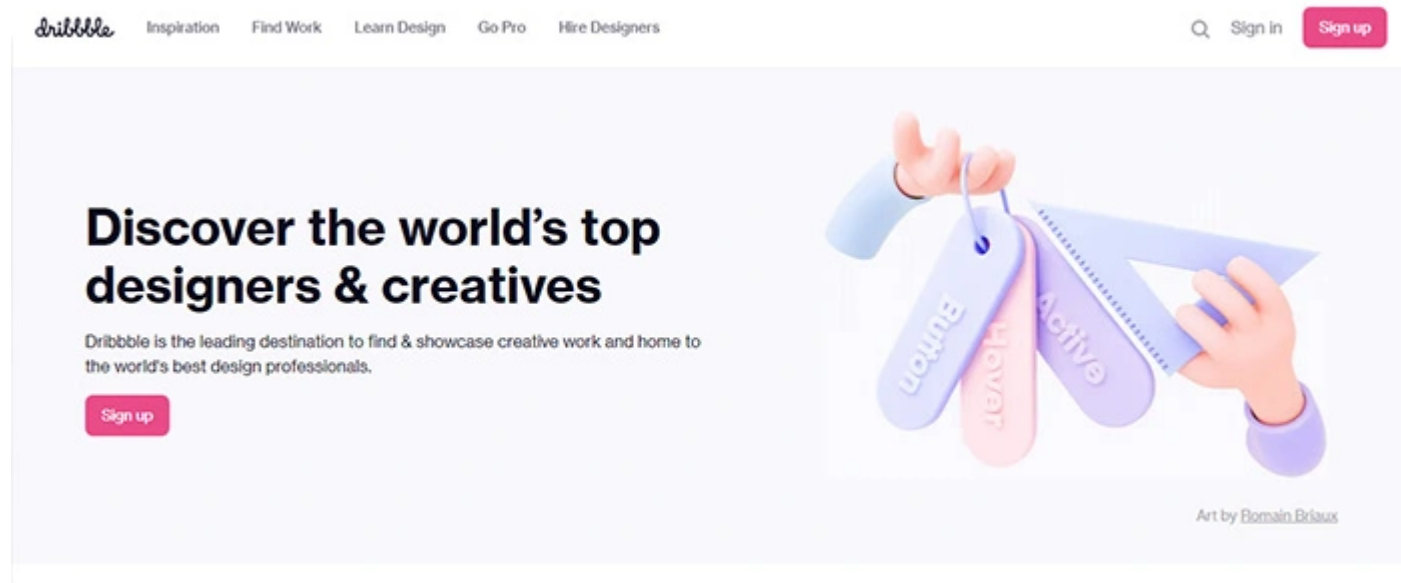 dribbble Inspiration Find Work Learn Design Go Pro Hire Designers Sign in Sign up
Discover the world's top
designers & creatives
Dribbble is the leading destination to find & showcase creative work and home to
the world's best design professionals.
Sign up
Button
Hover
Active
Art by Romain Briaux